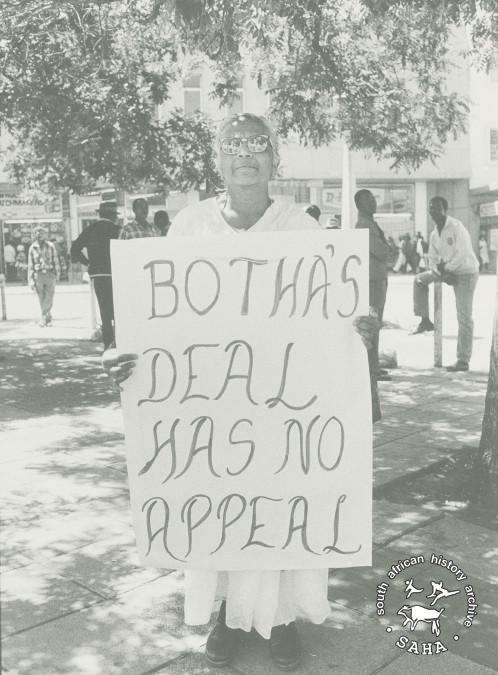 BOTHA'S
DEAL
HAS NO
APPEAL
south african history archive
· SAHA ·